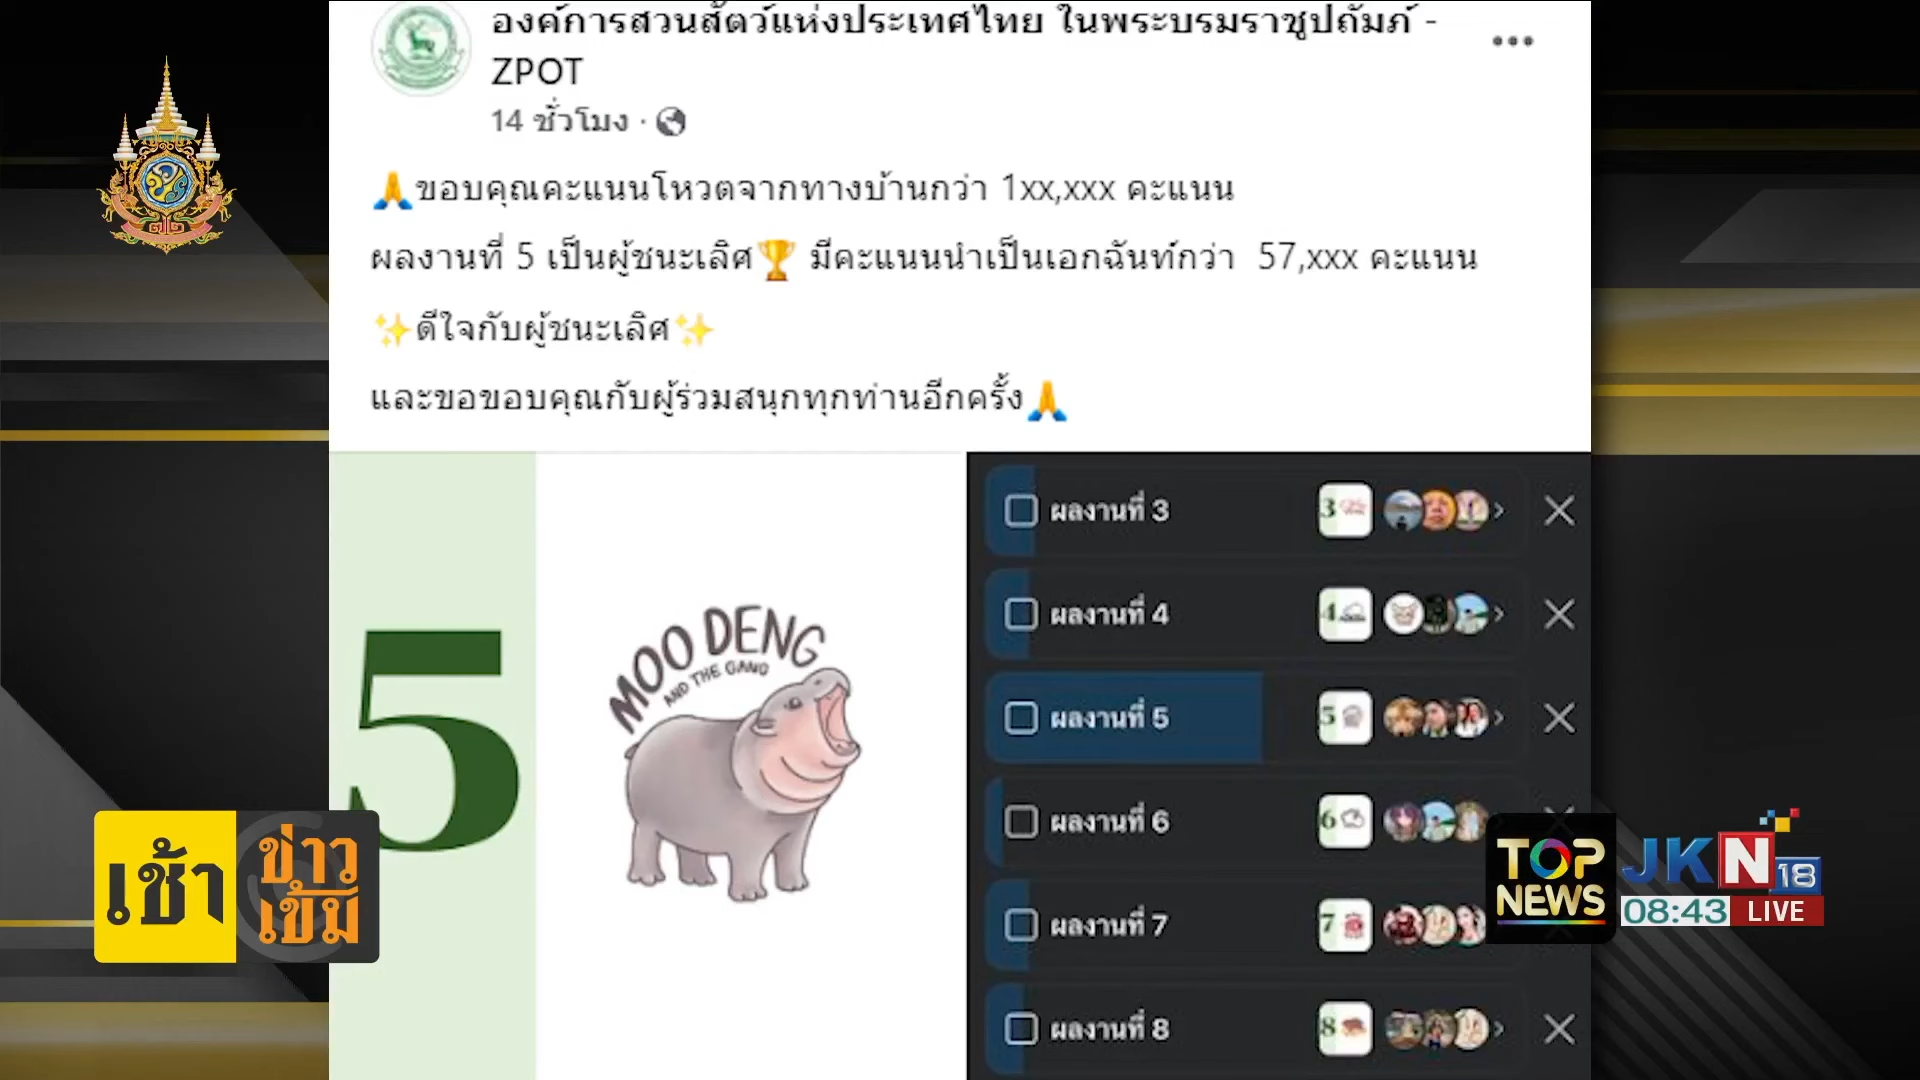 องค์การสวนสัตว์แห่งประเทศไทย ในพระบรมราชูปถัมภ์ -
ZPOT
14 ชั่วโมง ·
🙏ขอบคุณคะแนนโหวตจากทางบ้านกว่า 1xx,xxx คะแนน
ผลงานที่ 5 เป็นผู้ชนะเลิศ🏆 มีคะแนนนำเป็นเอกฉันท์กว่า 57,xxx คะแนน
✨ดีใจกับผู้ชนะเลิศ✨
และขอขอบคุณกับผู้ร่วมสนุกทุกท่านอีกครั้ง🙏
5
MOO DENG
AND THE GANG
ผลงานที่ 3
3
ผลงานที่ 4
4
ผลงานที่ 5
5
ผลงานที่ 6
6
ผลงานที่ 7
7
ผลงานที่ 8
8
เช้า
ข่าว
เข้ม
TOP
NEWS
JKN18
08:43 LIVE